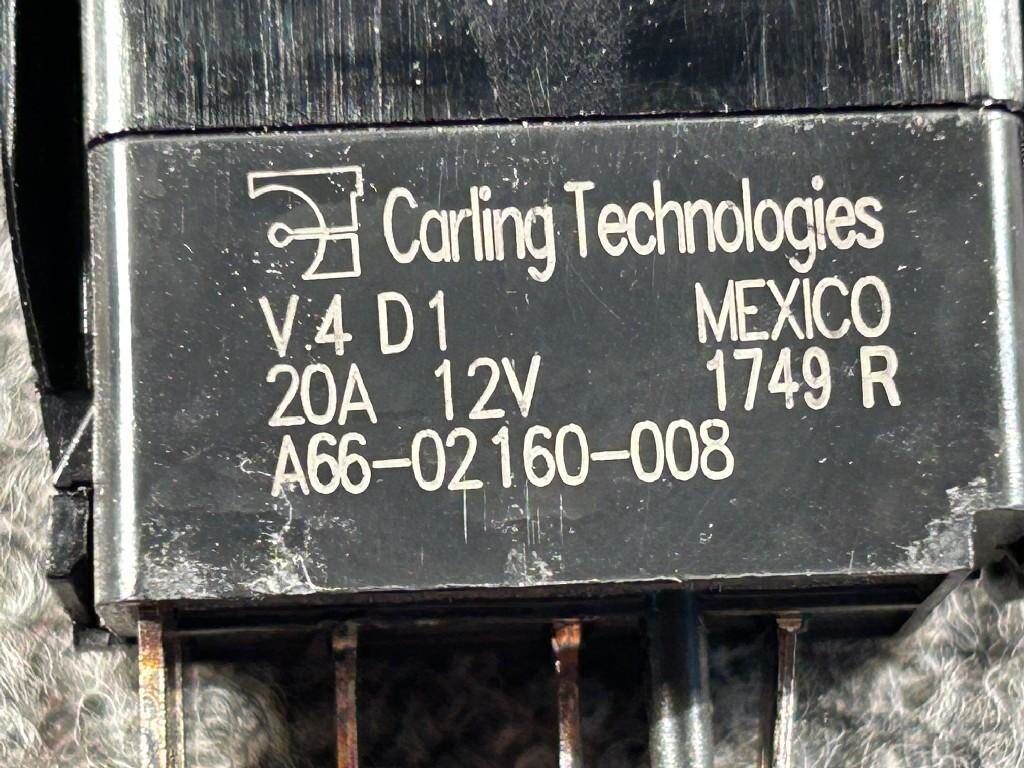 Carling Technologies
V.4 D1 MEXICO
20A 12V 1749 R
A66-02160-008